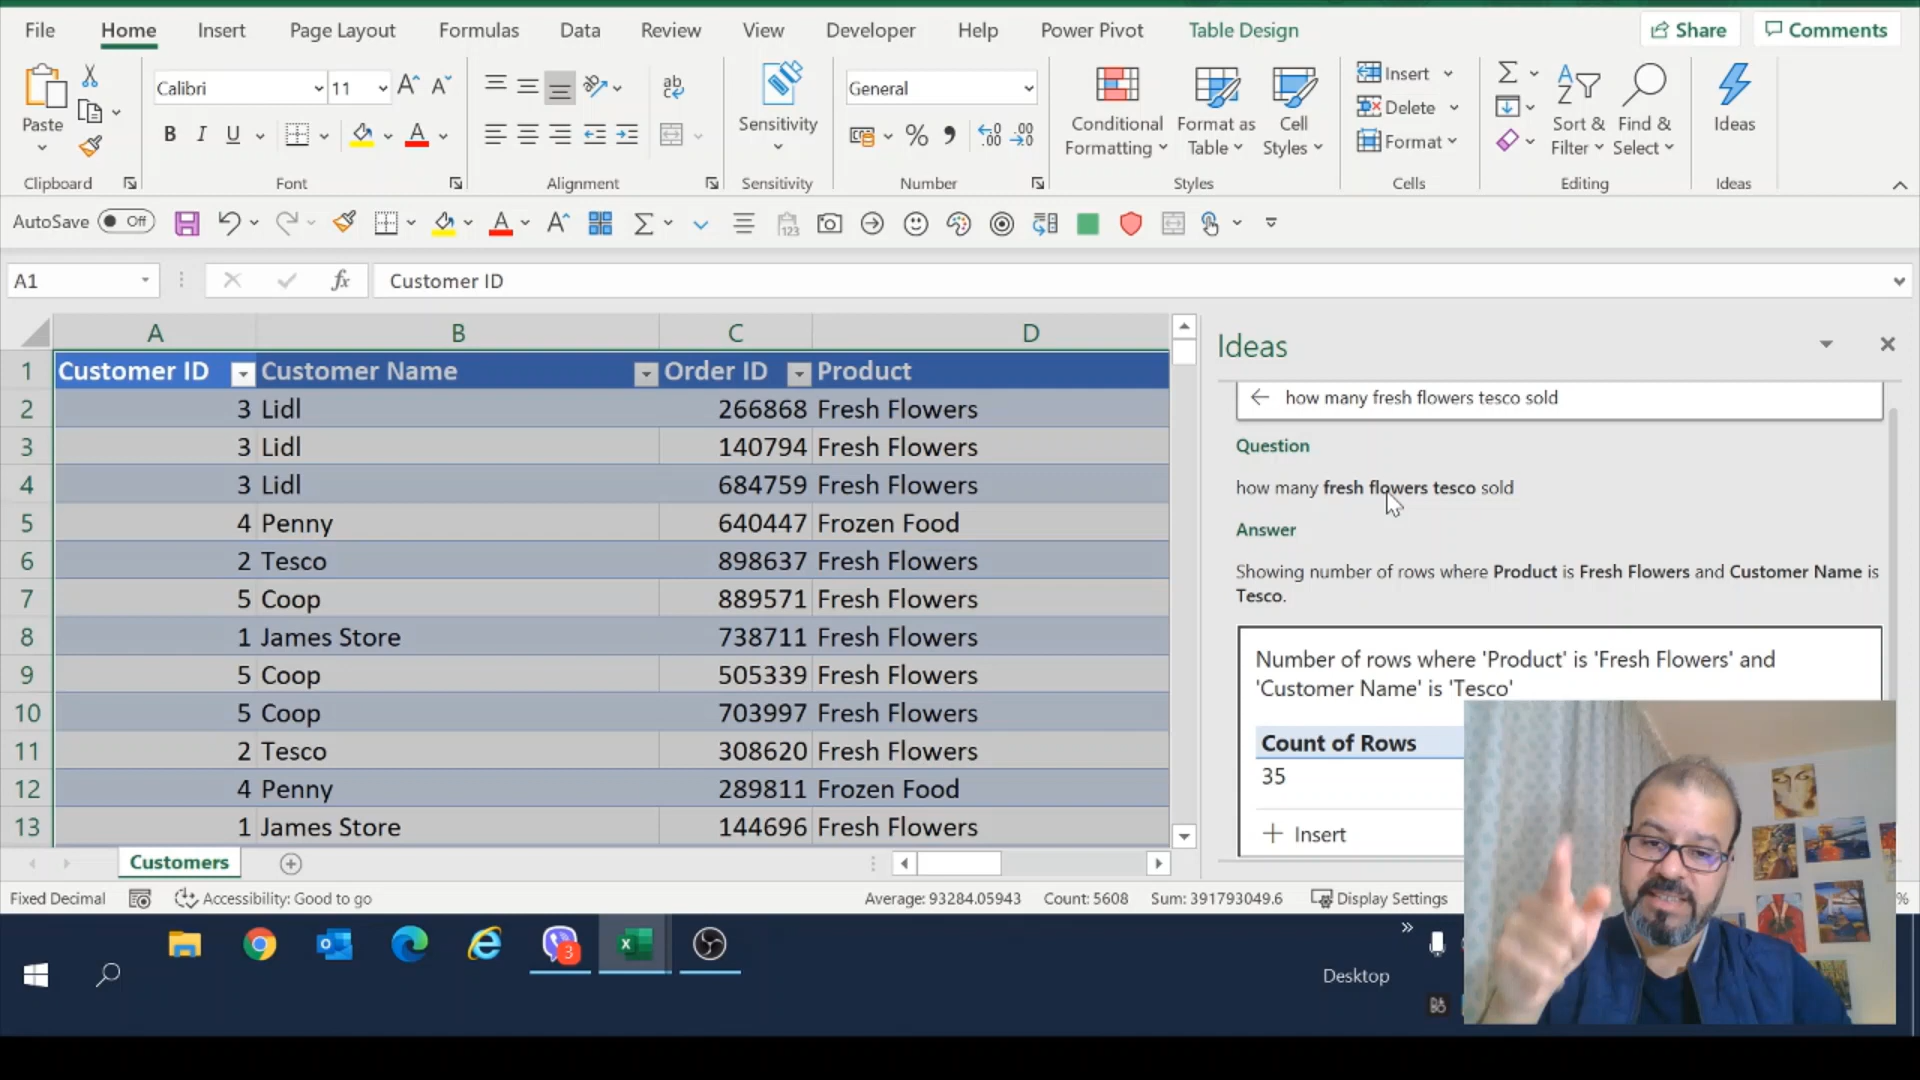 File Home Insert Page Layout Formulas Data Review View Developer Help Power Pivot Table Design Share Comments
Calibri 11 General
Insert
Delete
Format
Paste
Sensitivity
Conditional Formatting
Format as Table
Cell Styles
Sort & Filter
Find & Select
Ideas
Clipboard Font Alignment Sensitivity Number Styles Cells Editing Ideas
AutoSave Off
A1 fx Customer ID
A B C D
1 Customer ID Customer Name Order ID Product
2 3 Lidl 266868 Fresh Flowers
3 3 Lidl 140794 Fresh Flowers
4 3 Lidl 684759 Fresh Flowers
5 4 Penny 640447 Frozen Food
6 2 Tesco 898637 Fresh Flowers
7 5 Coop 889571 Fresh Flowers
8 1 James Store 738711 Fresh Flowers
9 5 Coop 505339 Fresh Flowers
10 5 Coop 703997 Fresh Flowers
11 2 Tesco 308620 Fresh Flowers
12 4 Penny 289811 Frozen Food
13 1 James Store 144696 Fresh Flowers
Ideas
how many fresh flowers tesco sold
Question
how many fresh flowers tesco sold
Answer
Showing number of rows where Product is Fresh Flowers and Customer Name is
Tesco.
Number of rows where 'Product' is 'Fresh Flowers' and
'Customer Name' is 'Tesco'
Count of Rows
35
+ Insert
Customers
Fixed Decimal Accessibility: Good to go Average: 93284.05943 Count: 5608 Sum: 391793049.6 Display Settings %
3
Desktop